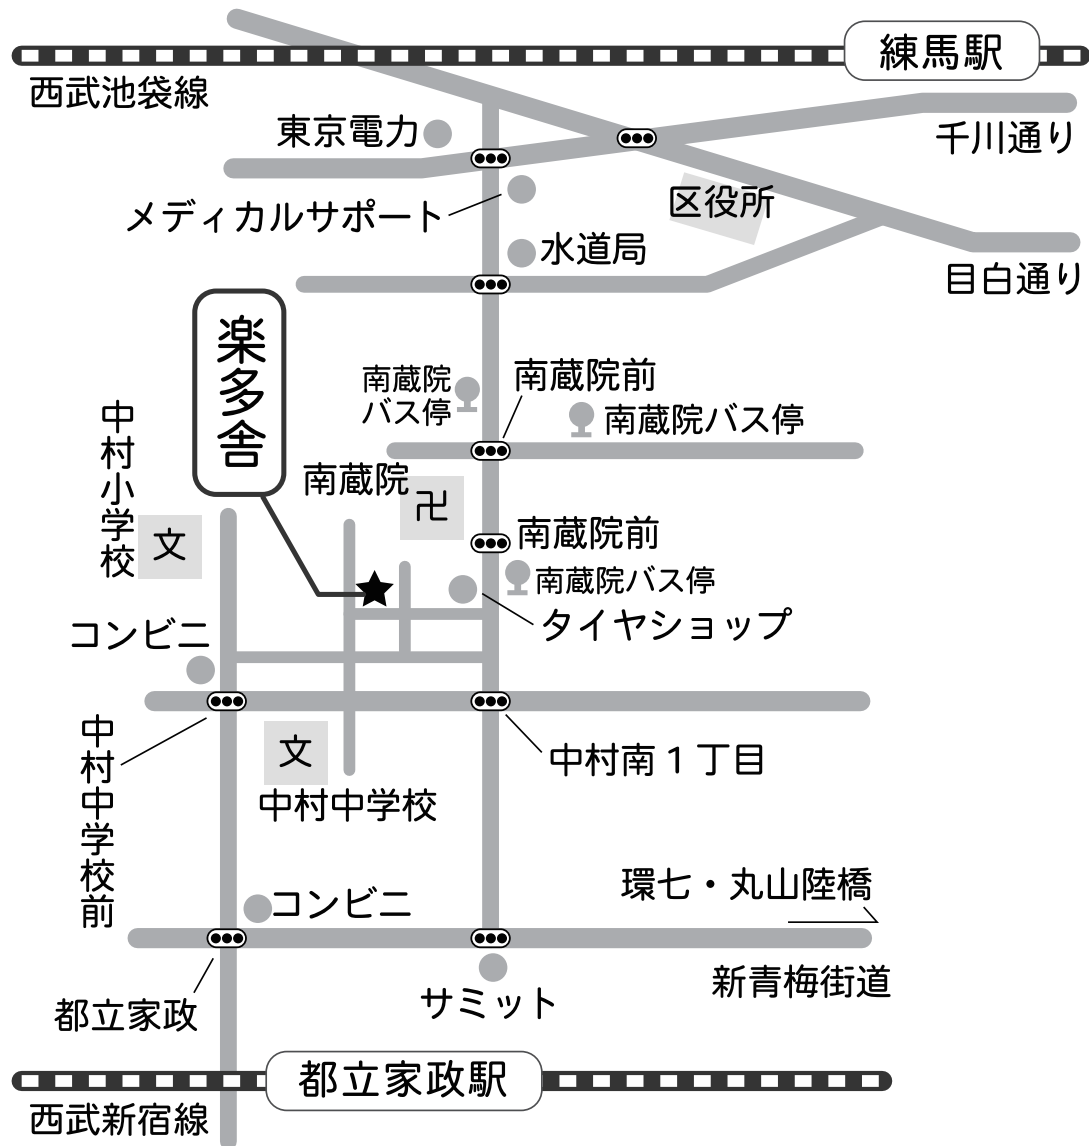 練馬駅
西武池袋線
東京電力
千川通り
メディカルサポート
区役所
水道局
目白通り
楽多舎
南蔵院
バス停
南蔵院前
南蔵院バス停
中村小学校
南蔵院
卍
文
南蔵院前
南蔵院バス停
タイヤショップ
コンビニ
中村中学校前
文
中村南1丁目
中村中学校
環七・丸山陸橋
コンビニ
新青梅街道
サミット
都立家政
都立家政駅
西武新宿線